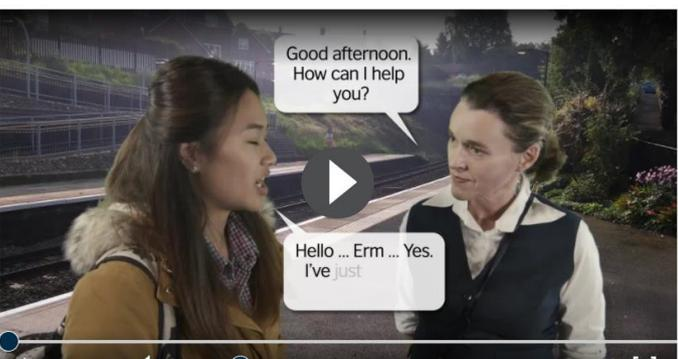 Good afternoon.
How can I help
you?
Hello ... Erm ... Yes.
I've just